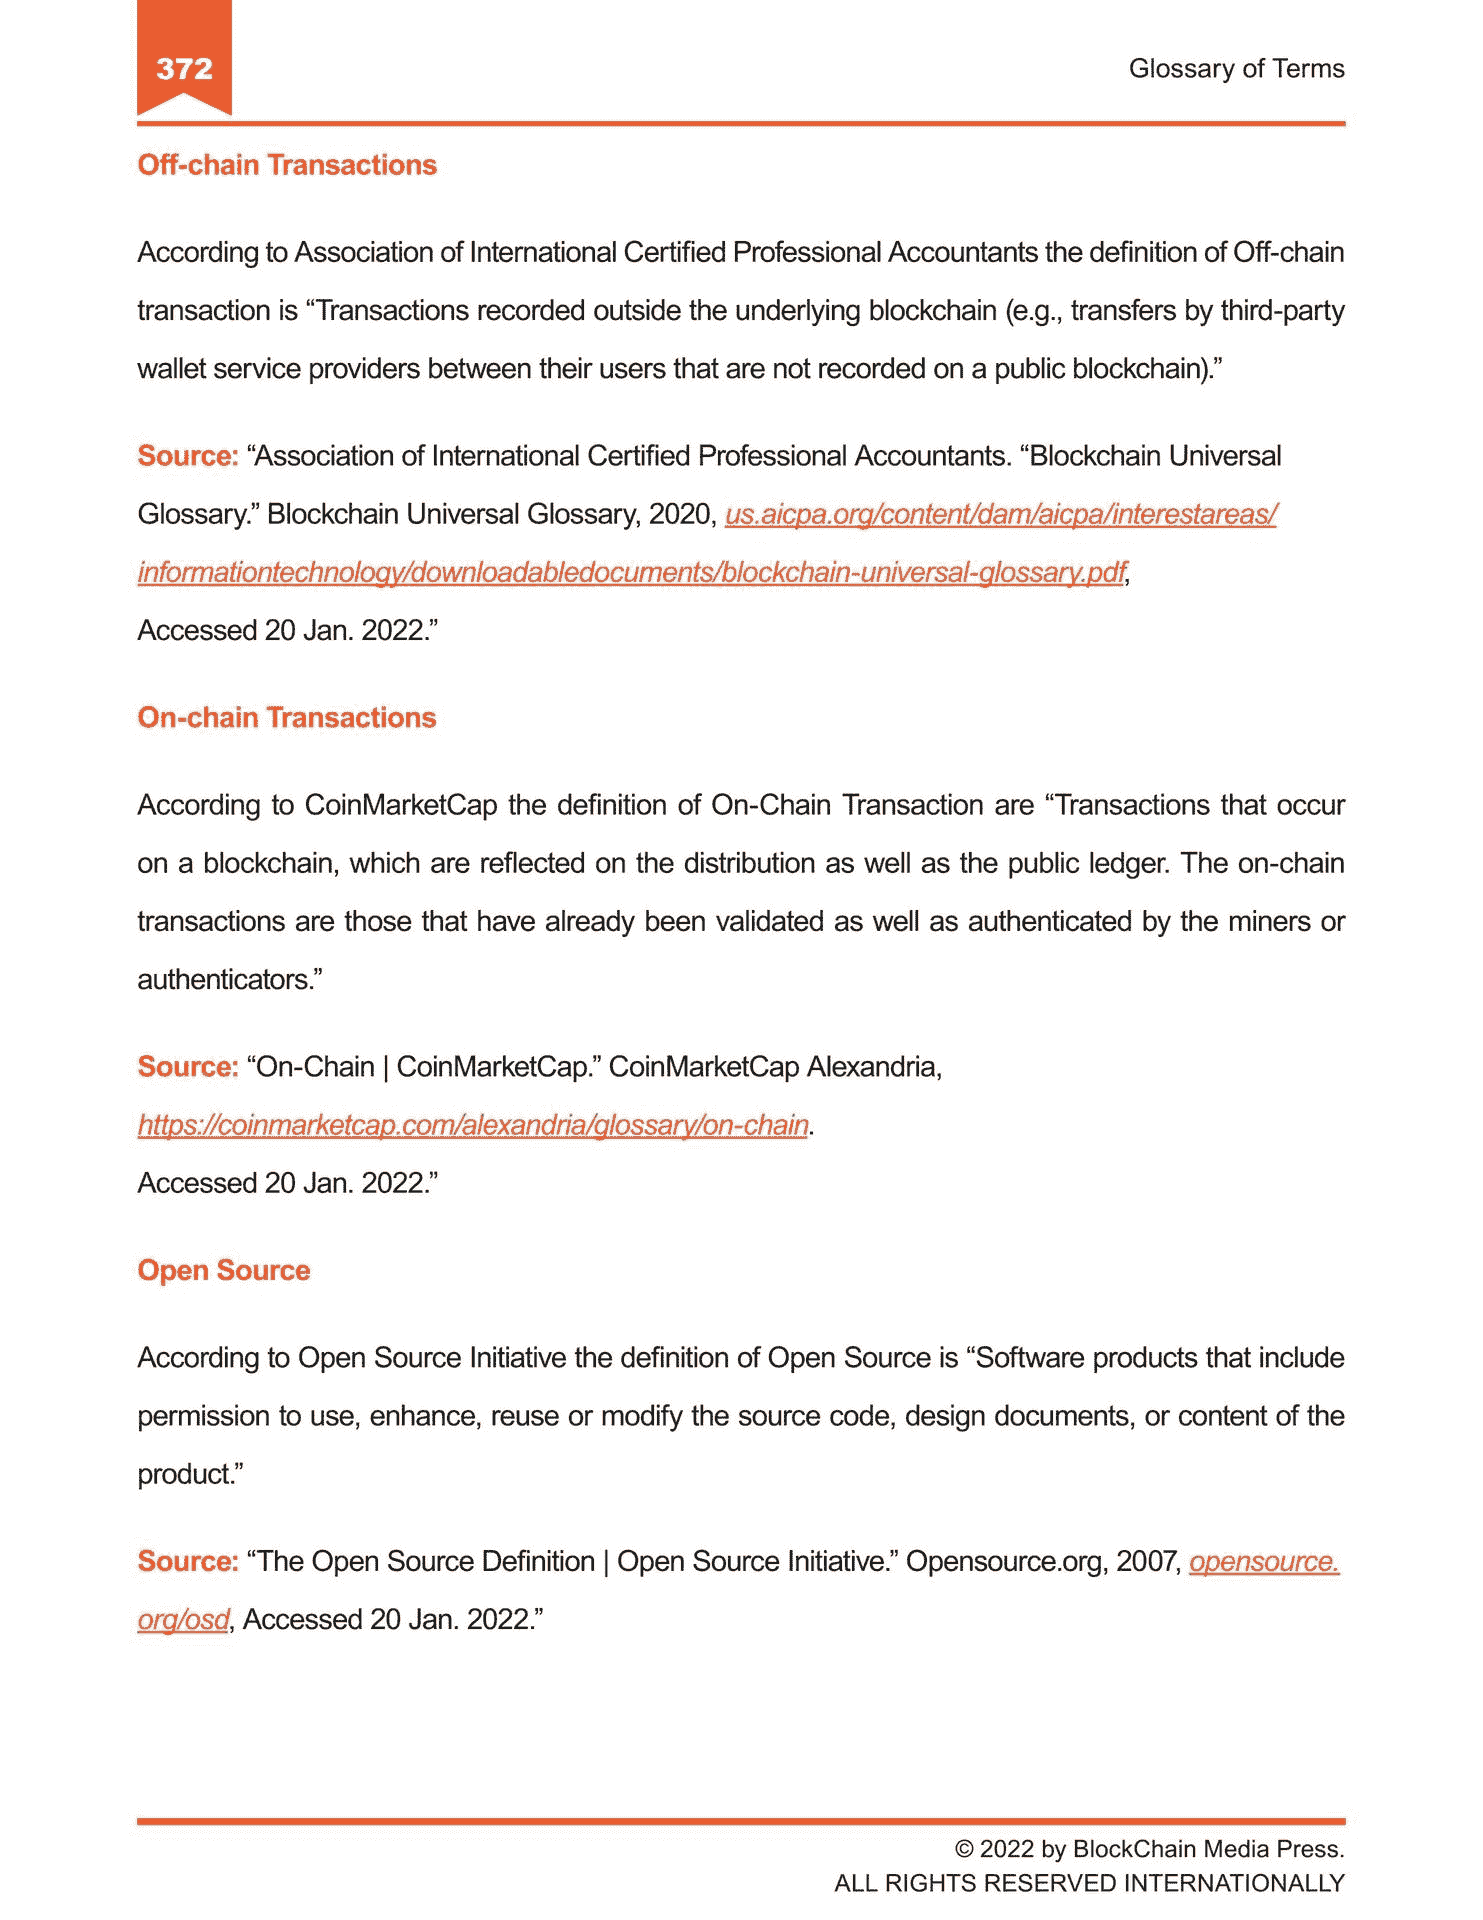 372
Glossary of Terms
Off-chain Transactions
According to Association of International Certified Professional Accountants the definition of Off-chain
transaction is “Transactions recorded outside the underlying blockchain (e.g., transfers by third-party
wallet service providers between their users that are not recorded on a public blockchain).”
Source: “Association of International Certified Professional Accountants. “Blockchain Universal
Glossary.” Blockchain Universal Glossary, 2020, us.aicpa.org/content/dam/aicpa/interestareas/
informationtechnology/downloadabledocuments/blockchain-universal-glossary.pdf,
Accessed 20 Jan. 2022.”
On-chain Transactions
According to CoinMarketCap the definition of On-Chain Transaction are “Transactions that occur
on a blockchain, which are reflected on the distribution as well as the public ledger. The on-chain
transactions are those that have already been validated as well as authenticated by the miners or
authenticators.”
Source: “On-Chain | CoinMarketCap.” CoinMarketCap Alexandria,
https://coinmarketcap.com/alexandria/glossary/on-chain.
Accessed 20 Jan. 2022.”
Open Source
According to Open Source Initiative the definition of Open Source is “Software products that include
permission to use, enhance, reuse or modify the source code, design documents, or content of the
product.”
Source: “The Open Source Definition | Open Source Initiative.” Opensource.org, 2007, opensource.
org/osd, Accessed 20 Jan. 2022.”
© 2022 by BlockChain Media Press.
ALL RIGHTS RESERVED INTERNATIONALLY